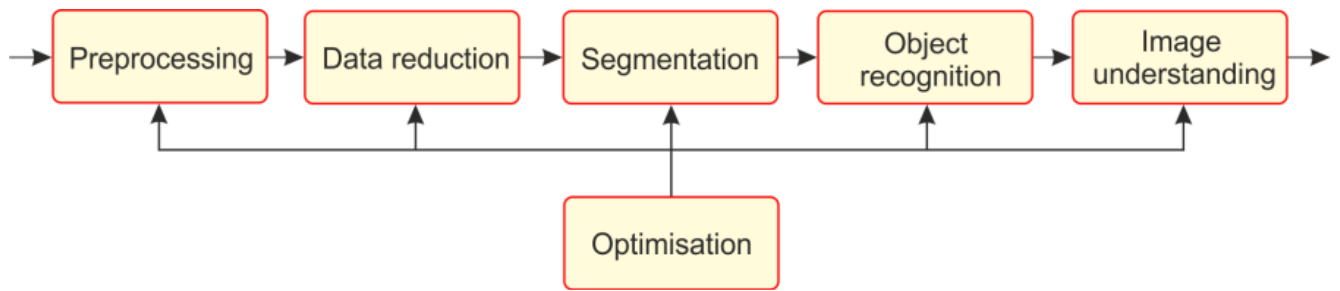 Preprocessing
Data reduction
Segmentation
Object
recognition
Image
understanding
Optimisation